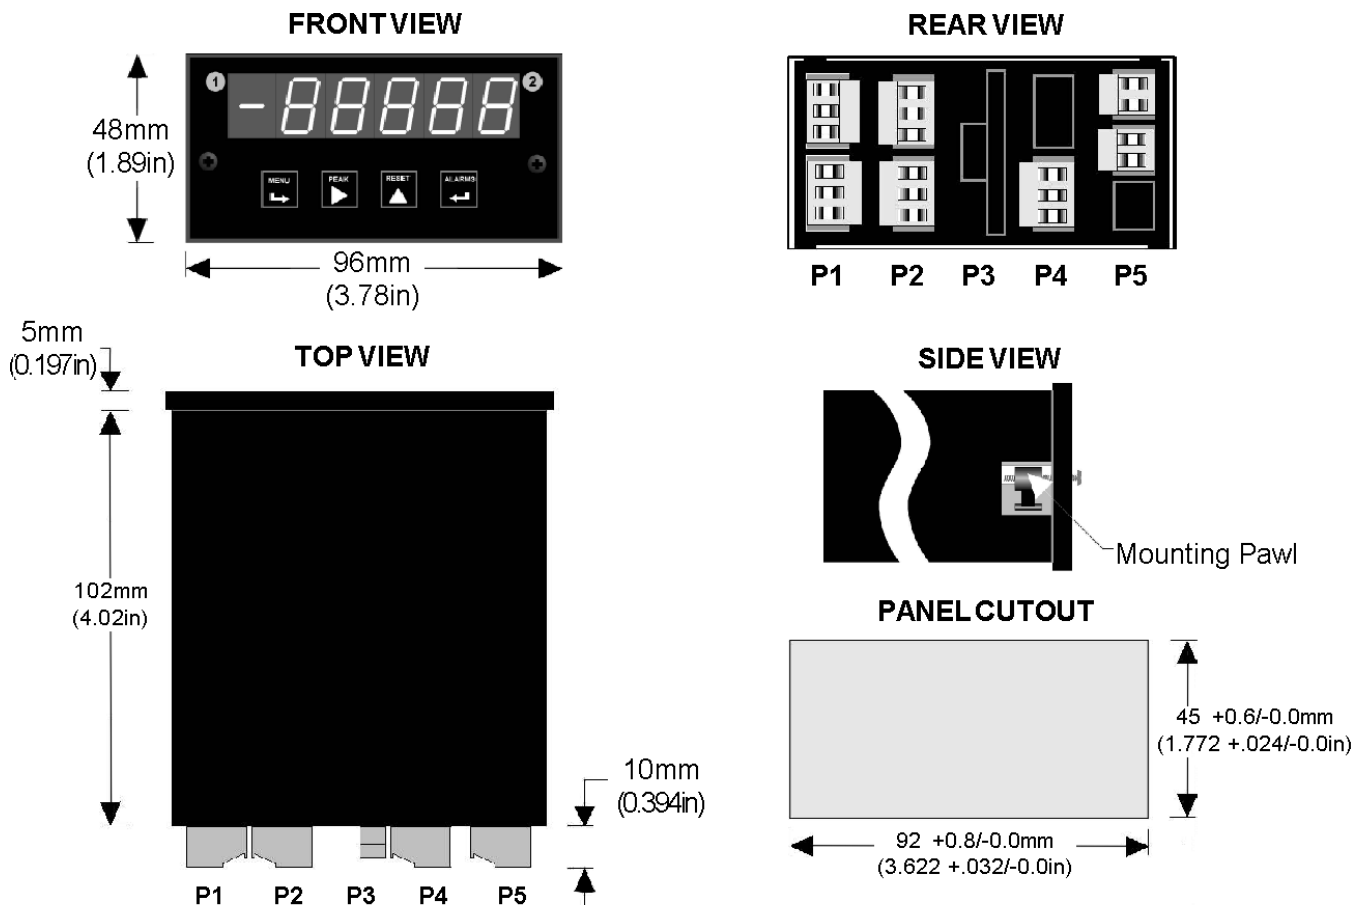 FRONT VIEW
1
2
-88888
MENU
PEAK
RESET
ALARMS
48mm
(1.89in)
96mm
(3.78in)
REAR VIEW
P1 P2 P3 P4 P5
5mm
(0.197in)
TOP VIEW
102mm
(4.02in)
10mm
(0.394in)
P1 P2 P3 P4 P5
SIDE VIEW
Mounting Pawl
PANEL CUTOUT
45 +0.6/-0.0mm
(1.772 +.024/-0.0in)
92 +0.8/-0.0mm
(3.622 +.032/-0.0in)